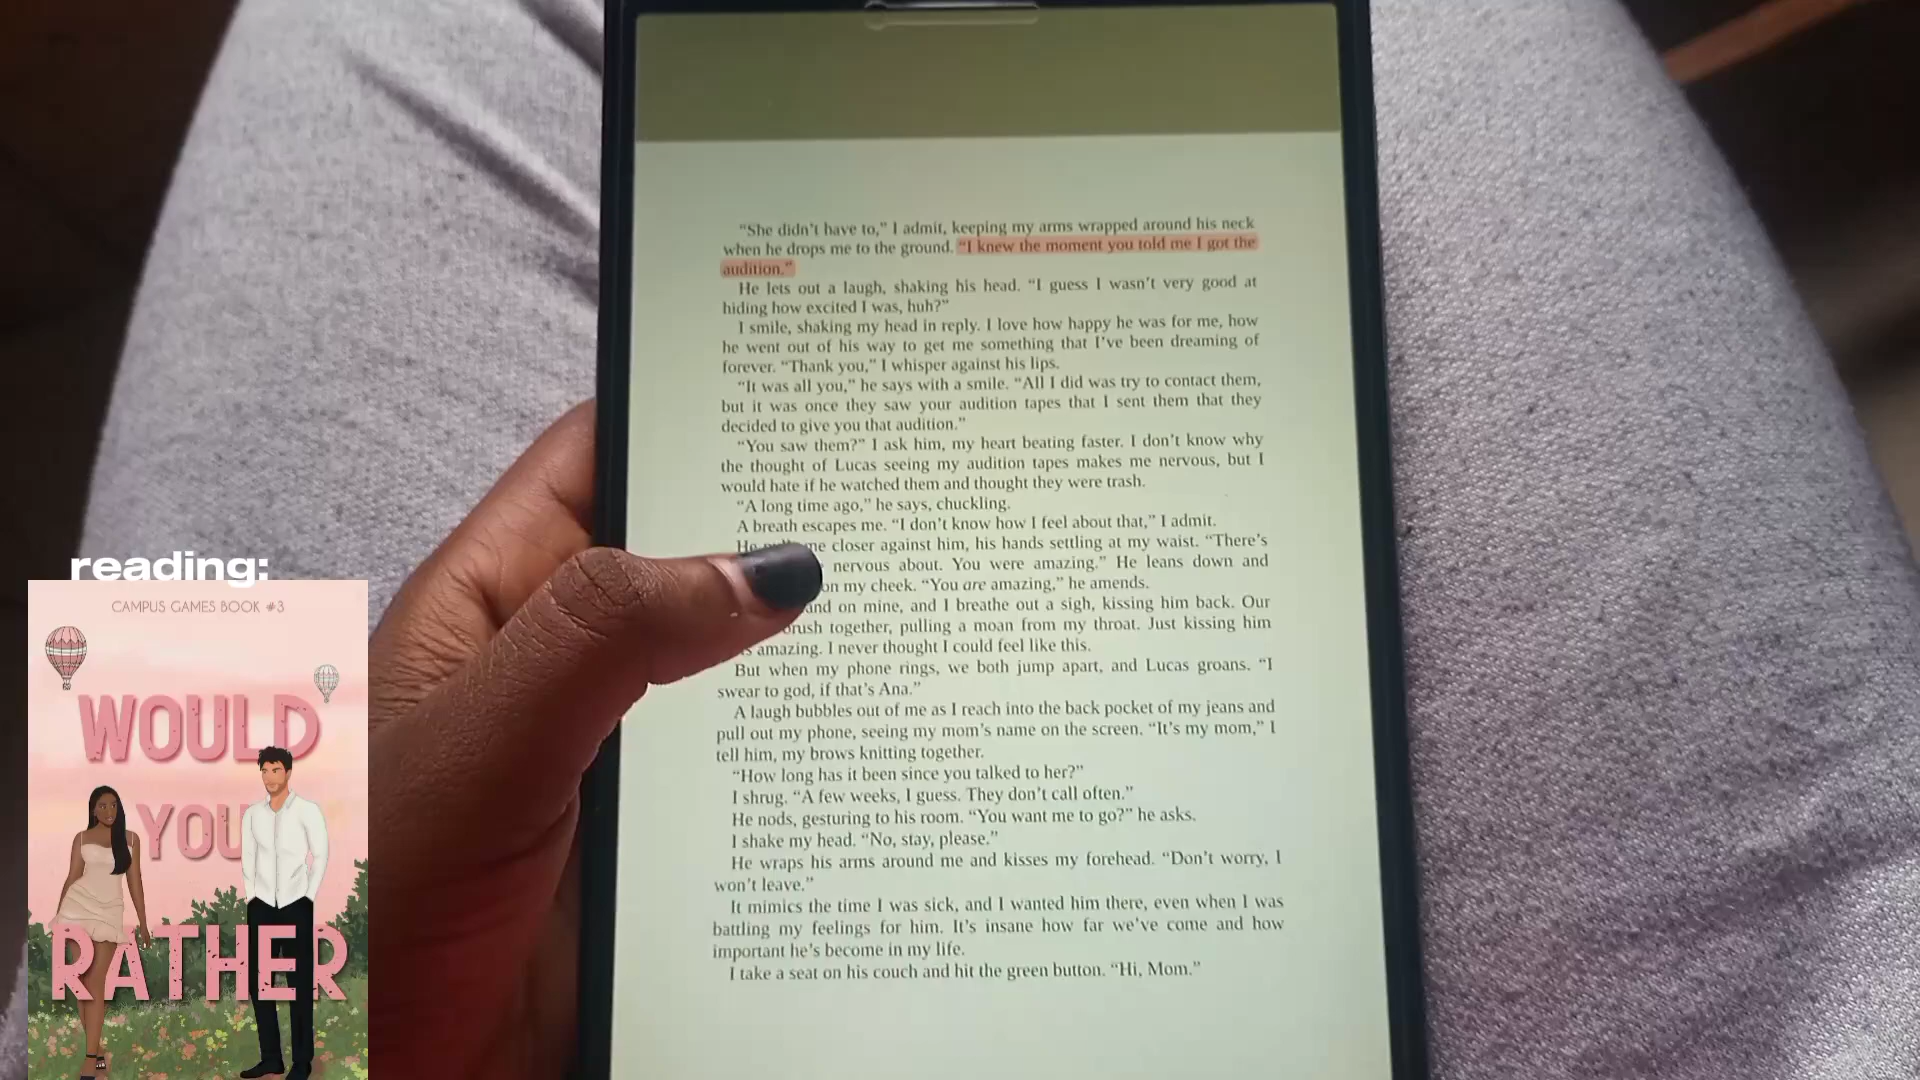 “She didn’t have to,” I admit, keeping my arms wrapped around his neck
when he drops me to the ground. “I knew the moment you told me I got the
audition.”
He lets out a laugh, shaking his head. “I guess I wasn’t very good at
hiding how excited I was, huh?”
I smile, shaking my head in reply. I love how happy he was for me, how
he went out of his way to get me something that I’ve been dreaming of
forever. “Thank you,” I whisper against his lips.
“It was all you,” he says with a smile. “All I did was try to contact them,
but it was once they saw your audition tapes that I sent them that they
decided to give you that audition.”
“You saw them?” I ask him, my heart beating faster. I don’t know why
the thought of Lucas seeing my audition tapes makes me nervous, but I
would hate if he watched them and thought they were trash.
“A long time ago,” he says, chuckling.
A breath escapes me. “I don’t know how I feel about that,” I admit.
He me closer against him, his hands settling at my waist. “There’s
nervous about. You were amazing.” He leans down and
on my cheek. “You are amazing,” he amends.
and on mine, and I breathe out a sigh, kissing him back. Our
brush together, pulling a moan from my throat. Just kissing him
amazing. I never thought I could feel like this.
But when my phone rings, we both jump apart, and Lucas groans. “I
swear to god, if that’s Ana.”
A laugh bubbles out of me as I reach into the back pocket of my jeans and
pull out my phone, seeing my mom’s name on the screen. “It’s my mom,” I
tell him, my brows knitting together.
“How long has it been since you talked to her?”
I shrug. “A few weeks, I guess. They don’t call often.”
He nods, gesturing to his room. “You want me to go?” he asks.
I shake my head. “No, stay, please.”
He wraps his arms around me and kisses my forehead. “Don’t worry, I
won’t leave.”
It mimics the time I was sick, and I wanted him there, even when I was
battling my feelings for him. It’s insane how far we’ve come and how
important he’s become in my life.
I take a seat on his couch and hit the green button. “Hi, Mom.”
reading:
CAMPUS GAMES BOOK #3
WOULD
YOU
RATHER